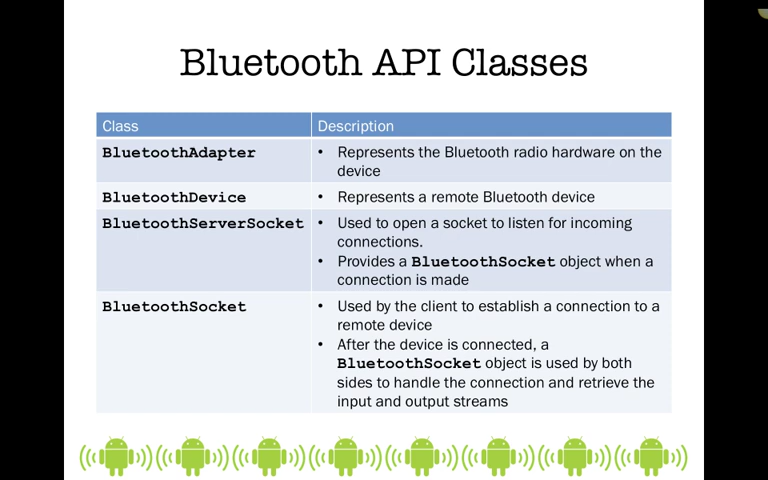 Bluetooth API Classes
Class Description
BluetoothAdapter • Represents the Bluetooth radio hardware on the
device
BluetoothDevice • Represents a remote Bluetooth device
BluetoothServerSocket • Used to open a socket to listen for incoming
connections.
• Provides a BluetoothSocket object when a
connection is made
BluetoothSocket • Used by the client to establish a connection to a
remote device
• After the device is connected, a
BluetoothSocket object is used by both
sides to handle the connection and retrieve the
input and output streams